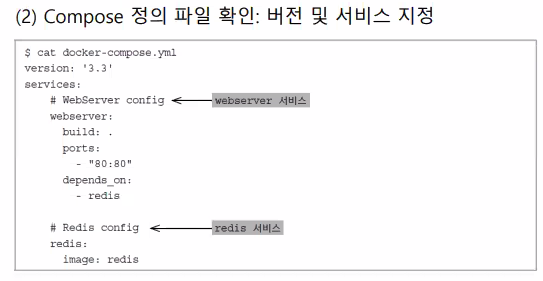 (2) Compose 정의 파일 확인: 버전 및 서비스 지정
$ cat docker-compose.yml
version: '3.3'
services:
    # WebServer config webserver 서비스
    webserver:
      build: .
      ports:
        - "80:80"
      depends_on:
        - redis
    # Redis config redis 서비스
    redis:
      image: redis